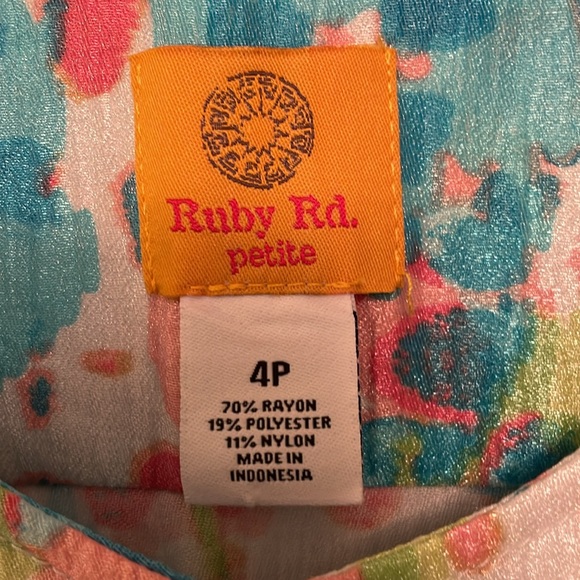 Ruby Rd.
petite
4P
70% RAYON
19% POLYESTER
11% NYLON
MADE IN
INDONESIA